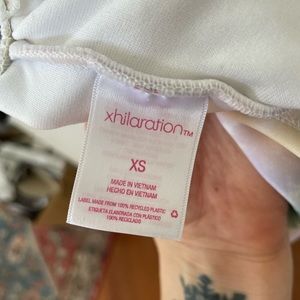 xhilaration™
XS
MADE IN VIETNAM
HECHO EN VIETNAM
LABEL MADE FROM 100% RECYCLED PLASTIC
ETIQUETA ELABORADA CON PLÁSTICO
100% RECICLADO